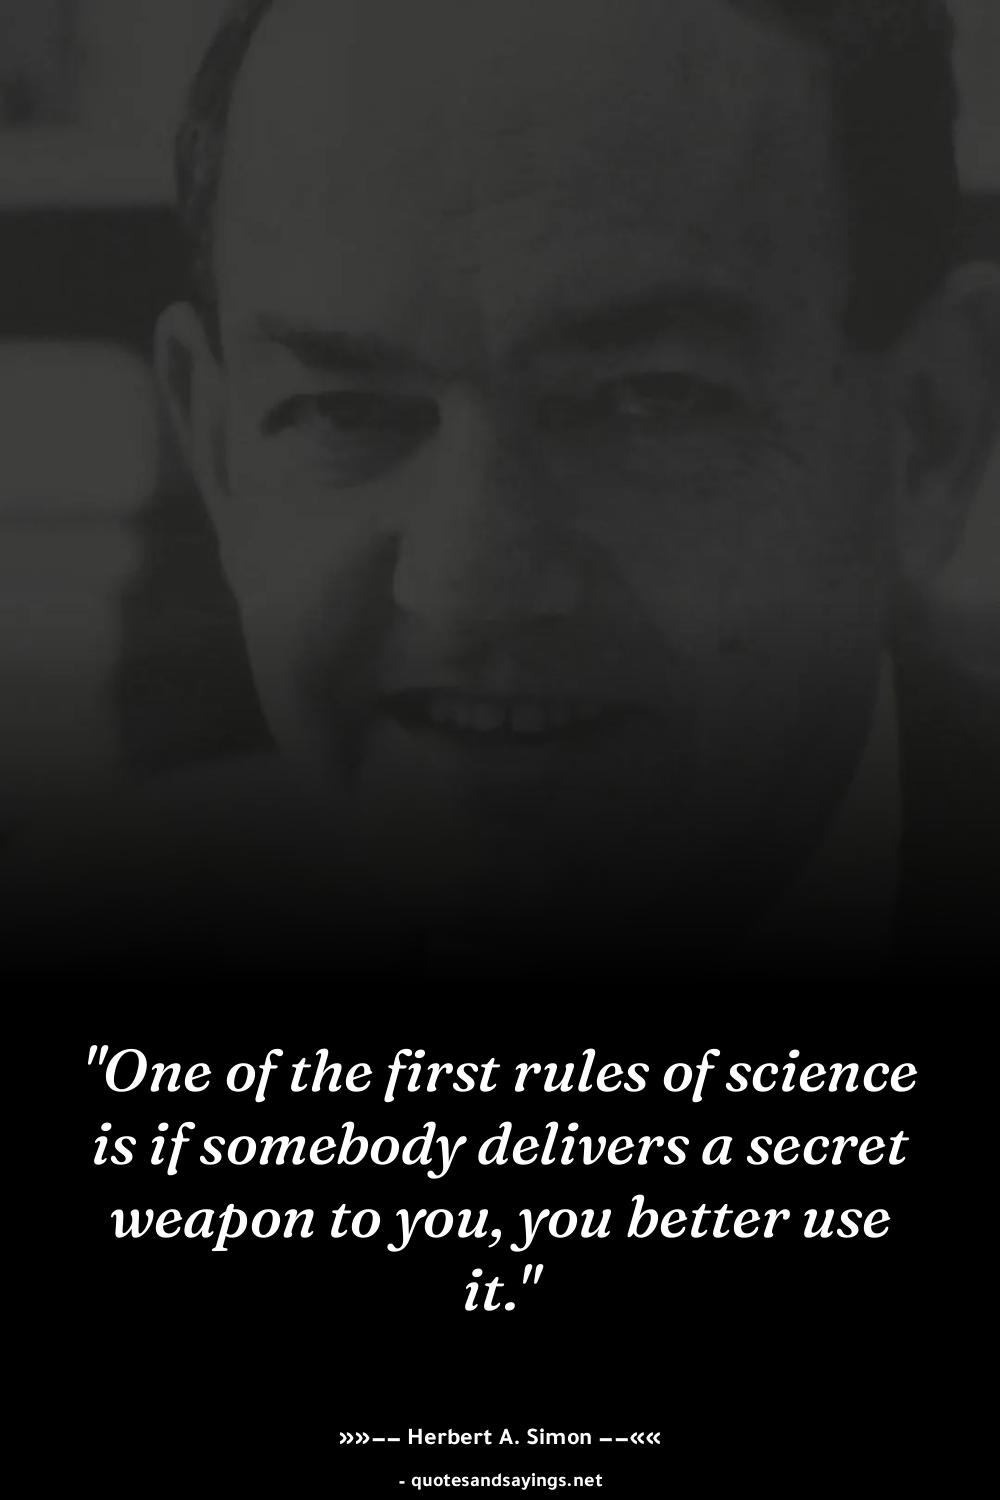 "One of the first rules of science
is if somebody delivers a secret
weapon to you, you better use
it."
»»−− Herbert A. Simon −−««
- quotesandsayings.net